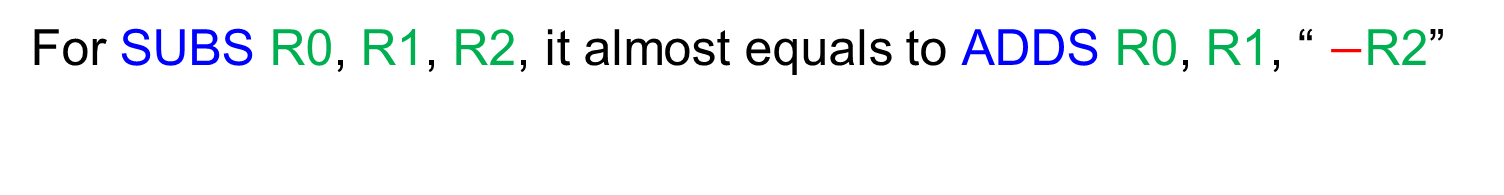 For SUBS R0, R1, R2, it almost equals to ADDS R0, R1, “ −R2”